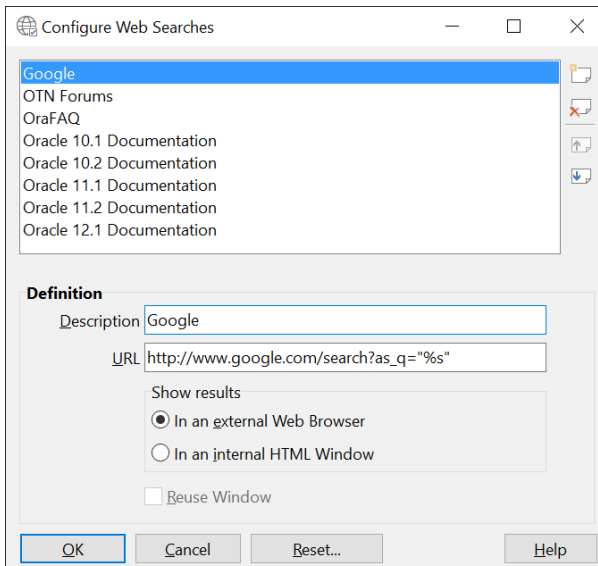 Configure Web Searches
Google
OTN Forums
OraFAQ
Oracle 10.1 Documentation
Oracle 10.2 Documentation
Oracle 11.1 Documentation
Oracle 11.2 Documentation
Oracle 12.1 Documentation
Definition
Description Google
URL http://www.google.com/search?as_q="%s"
Show results
In an external Web Browser
In an internal HTML Window
Reuse Window
OK Cancel Reset... Help